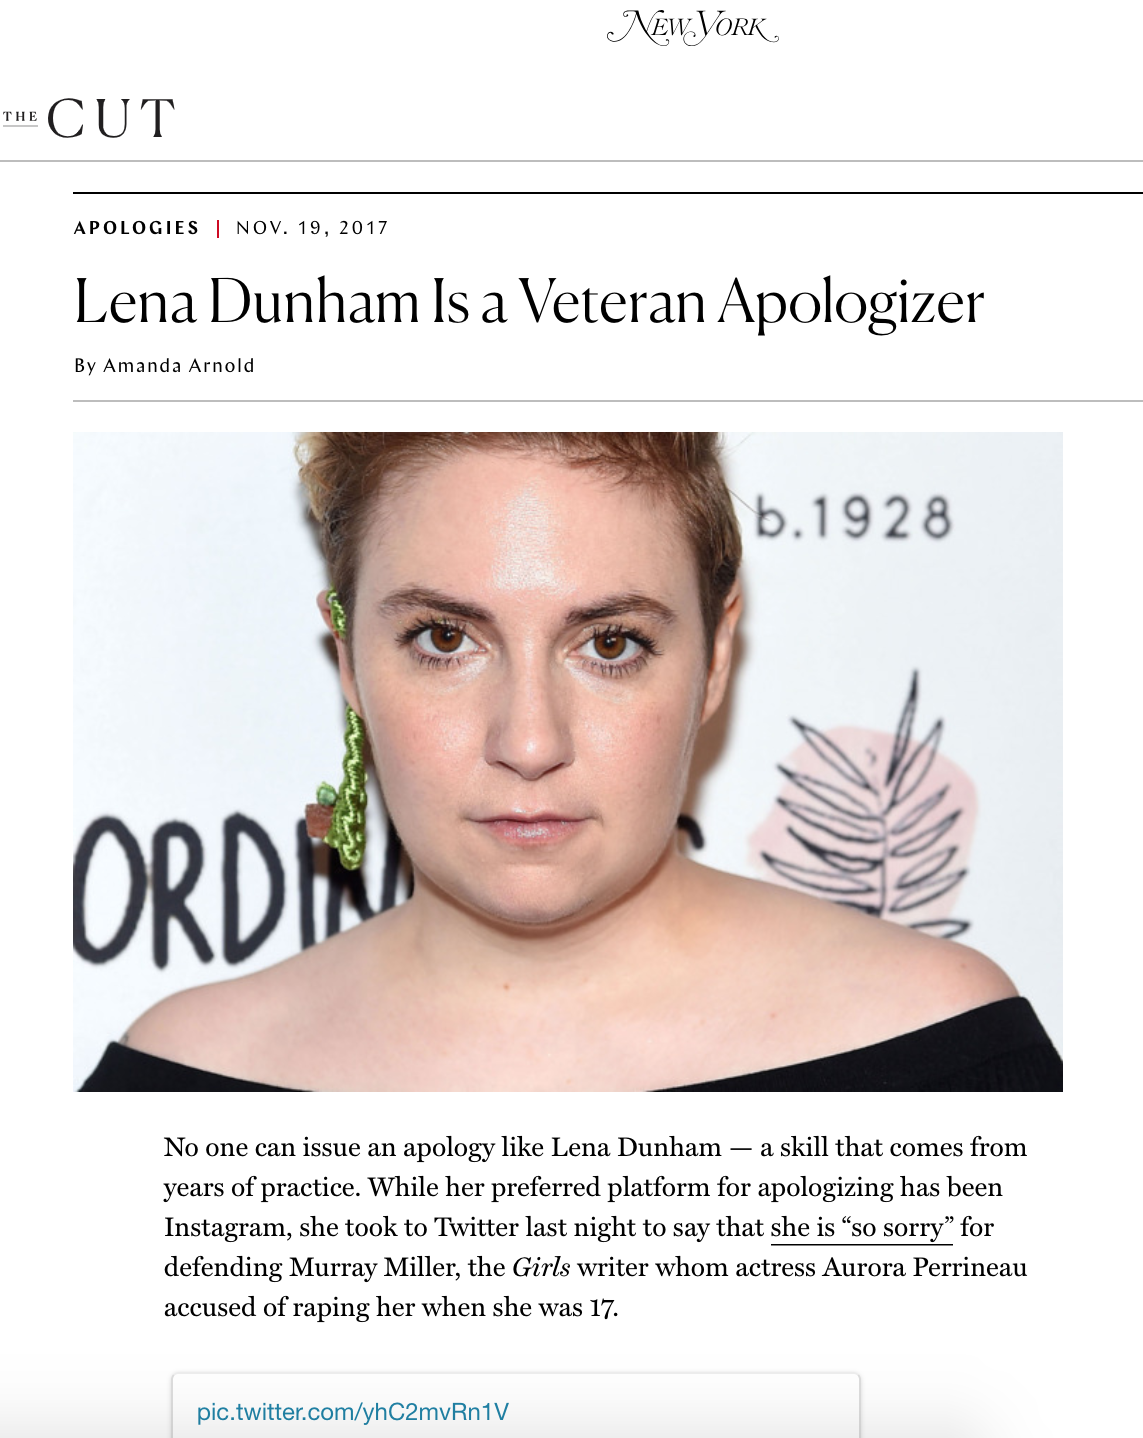 NEW YORK
THE CUT
APOLOGIES | NOV. 19, 2017
Lena Dunham Is a Veteran Apologizer
By Amanda Arnold
b.1928
ORDIN
No one can issue an apology like Lena Dunham — a skill that comes from
years of practice. While her preferred platform for apologizing has been
Instagram, she took to Twitter last night to say that she is “so sorry” for
defending Murray Miller, the Girls writer whom actress Aurora Perrineau
accused of raping her when she was 17.
pic.twitter.com/yhC2mvRn1V